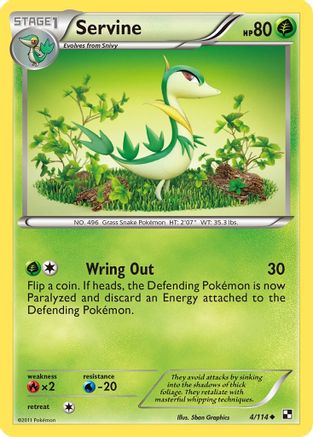 STAGE1
Servine
HP80
Evolves from Snivy
NO. 496 Grass Snake Pokémon HT: 2'07" WT: 35.3 lbs.
Wring Out 30
Flip a coin. If heads, the Defending Pokémon is now
Paralyzed and discard an Energy attached to the
Defending Pokémon.
weakness
×2
resistance
-20
retreat
They avoid attacks by sinking
into the shadows of thick
foliage. They retaliate with
masterful whipping techniques.
©2011 Pokémon
Illus. 5ban Graphics
4/114